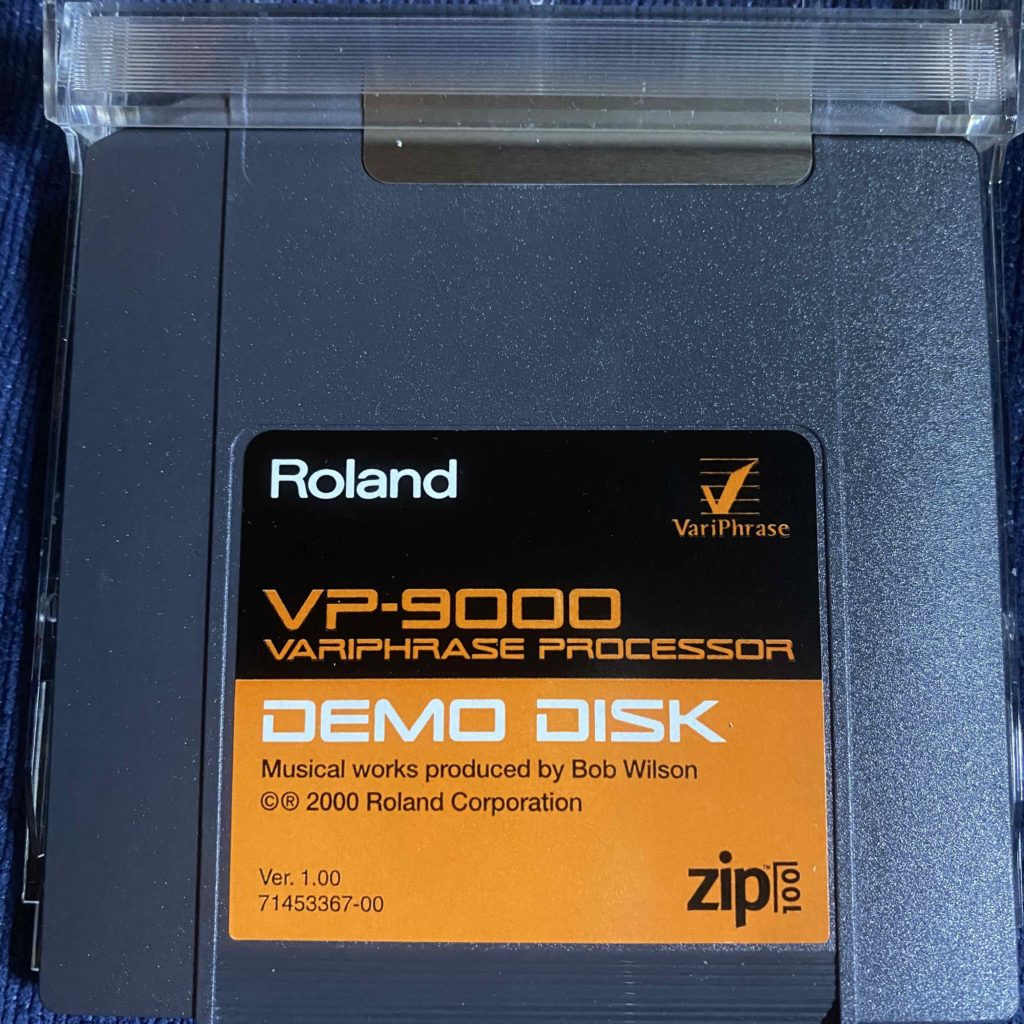 Roland
VariPhrase
VP-9000
VARIPHRASE PROCESSOR
DEMO DISK
Musical works produced by Bob Wilson
©® 2000 Roland Corporation
Ver. 1.00
71453367-00
zip™ 100